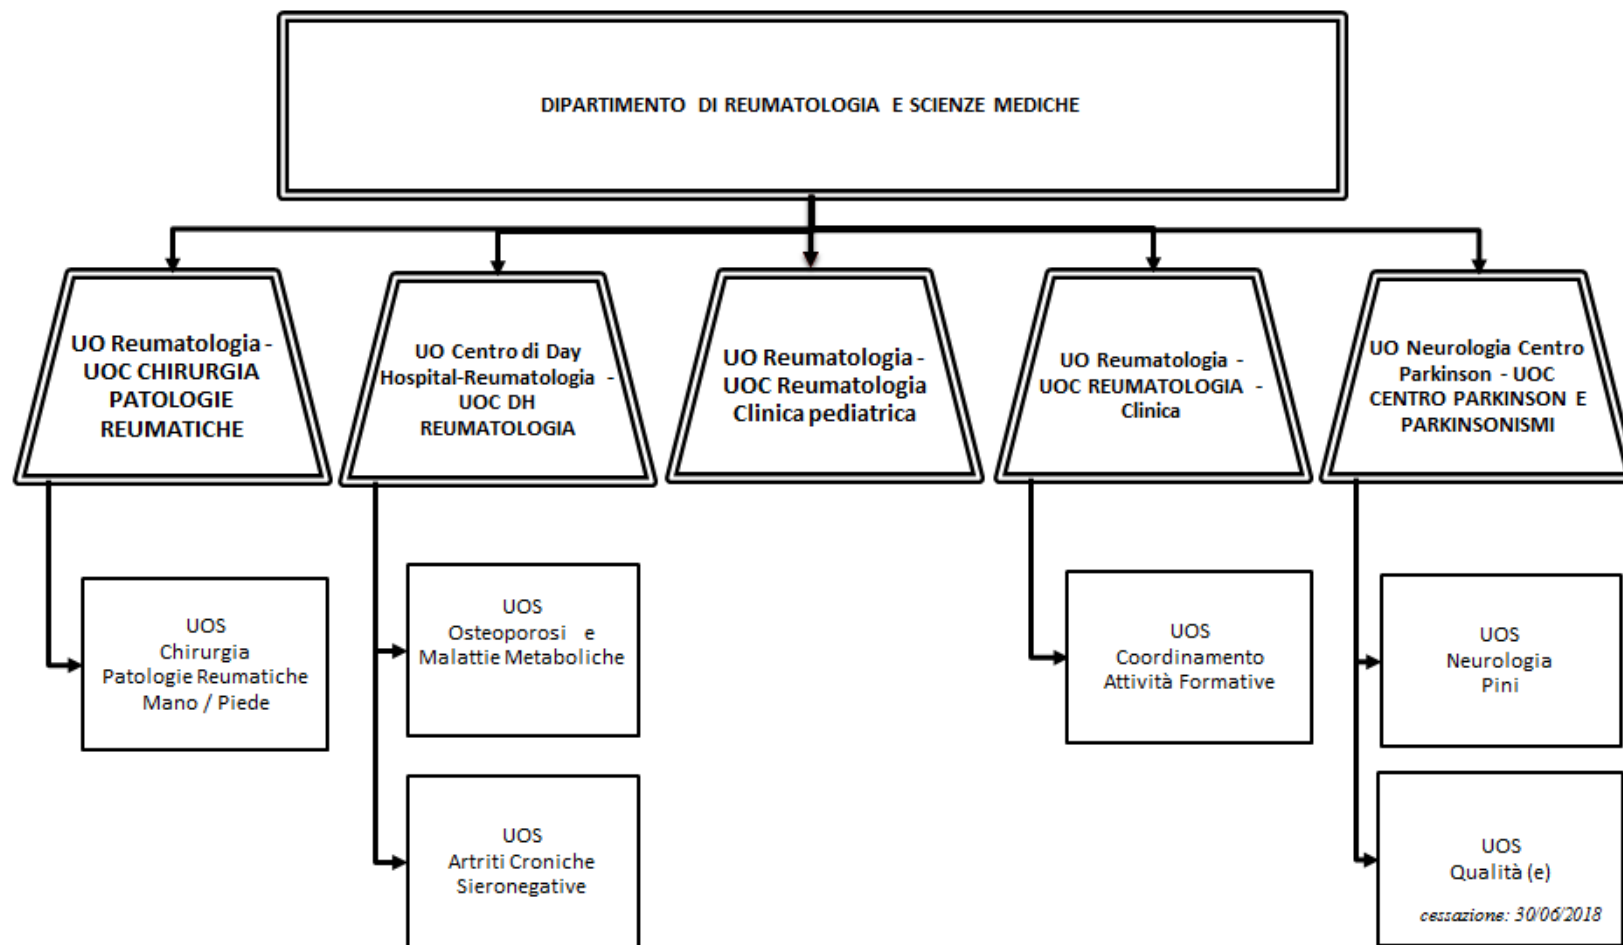 DIPARTIMENTO DI REUMATOLOGIA E SCIENZE MEDICHE
UO Reumatologia -
UOC CHIRURGIA
PATOLOGIE
REUMATICHE
UO Centro di Day
Hospital-Reumatologia -
UOC DH
REUMATOLOGIA
UO Reumatologia -
UOC Reumatologia
Clinica pediatrica
UO Reumatologia -
UOC REUMATOLOGIA -
Clinica
UO Neurologia Centro
Parkinson - UOC
CENTRO PARKINSON E
PARKINSONISMI
UOS
Chirurgia
Patologie Reumatiche
Mano / Piede
UOS
Osteoporosi e
Malattie Metaboliche
UOS
Coordinamento
Attività Formative
UOS
Neurologia
Pini
UOS
Artriti Croniche
Sieronegative
UOS
Qualità (e)
cessazione: 30/06/2018